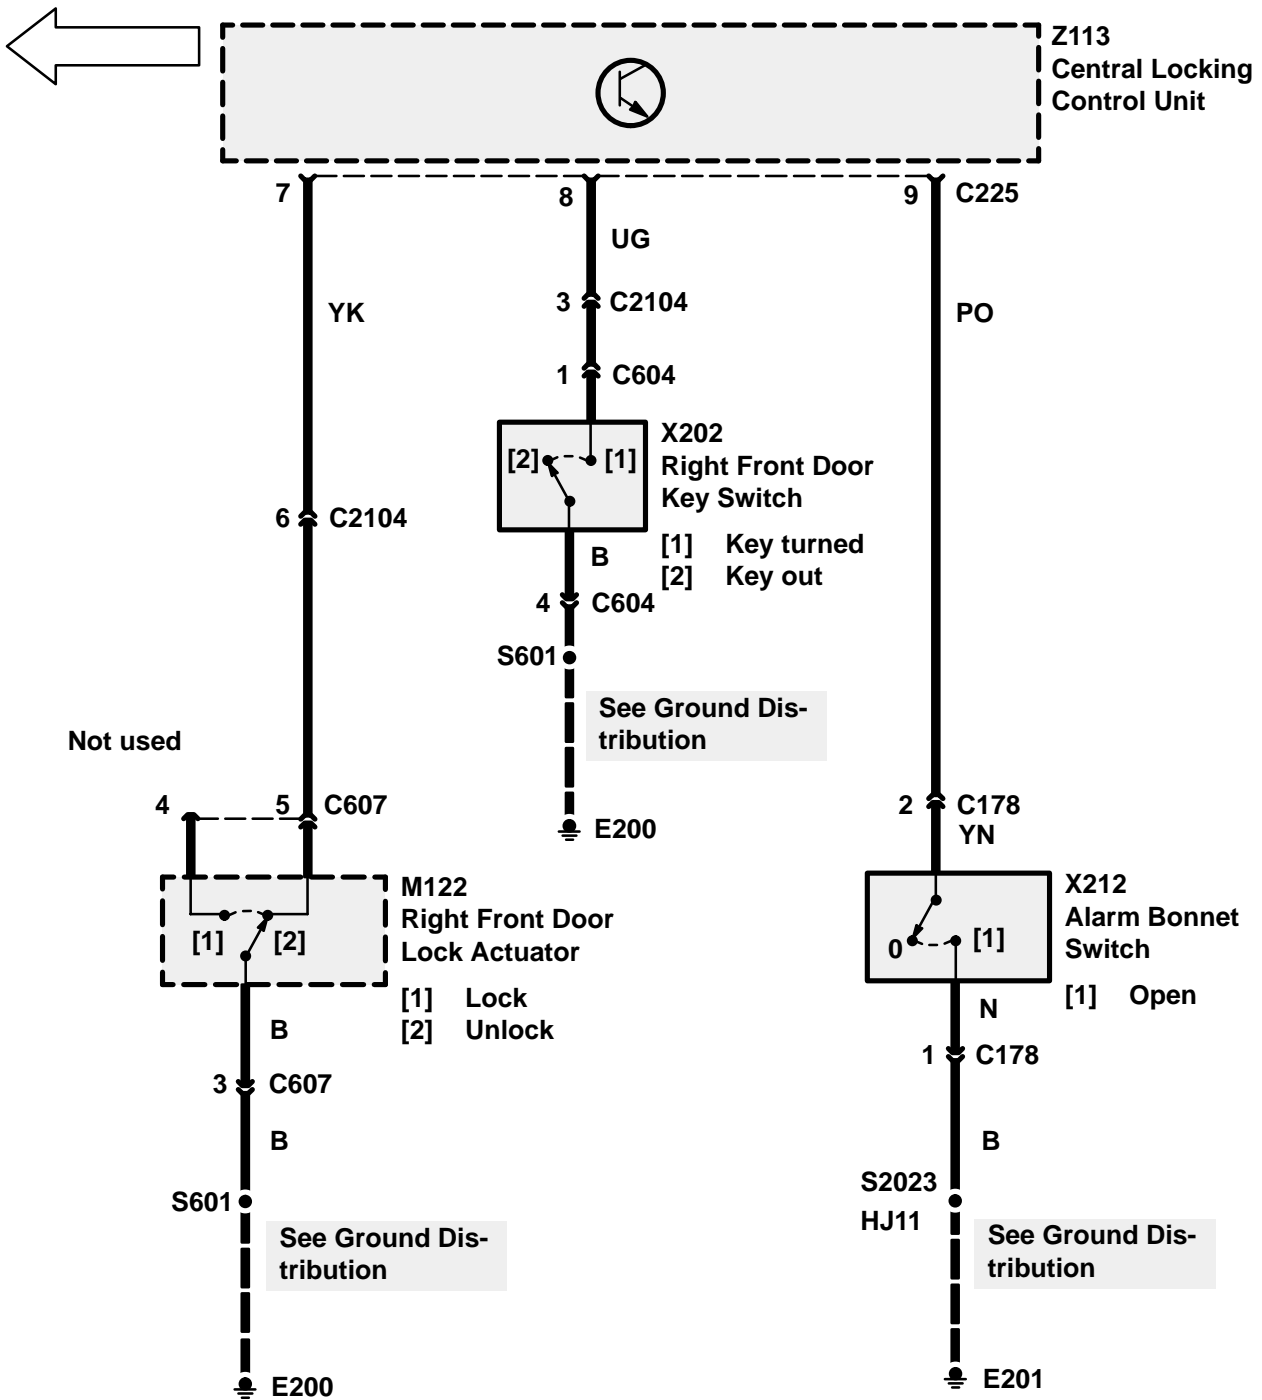 Z113
Central Locking
Control Unit
7
8
9
C225
UG
3
C2104
YK
PO
1
C604
X202
Right Front Door
Key Switch
[2]
[1]
[1] Key turned
[2] Key out
6
C2104
B
4
C604
S601
See Ground Dis-
tribution
Not used
4
5
C607
2
C178
YN
E200
M122
Right Front Door
Lock Actuator
[1]
[2]
[1] Lock
[2] Unlock
X212
Alarm Bonnet
Switch
0
[1]
[1] Open
B
N
1
C178
3
C607
B
B
S601
S2023
HJ11
See Ground Dis-
tribution
See Ground Dis-
tribution
E200
E201